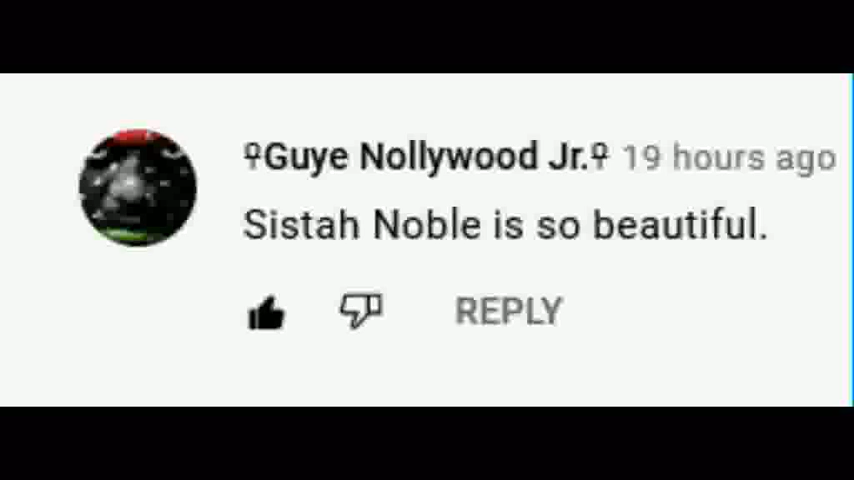 ♀Guye Nollywood Jr.♀ 19 hours ago
Sistah Noble is so beautiful.
REPLY